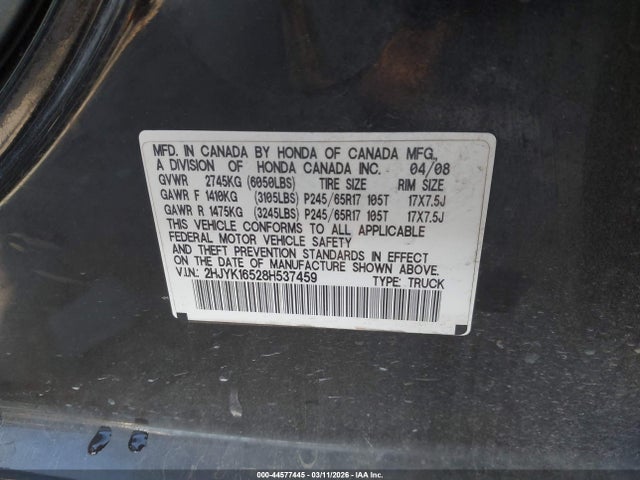 MFD. IN CANADA BY HONDA OF CANADA MFG.,
A DIVISION OF HONDA CANADA INC. 04/08
GVWR 2745KG (6050LBS) TIRE SIZE RIM SIZE
GAWR F 1410KG (3105LBS) P245/65R17 105T 17X7.5J
GAWR R 1475KG (3245LBS) P245/65R17 105T 17X7.5J
THIS VEHICLE CONFORMS TO ALL APPLICABLE
FEDERAL MOTOR VEHICLE SAFETY
AND THEFT PREVENTION STANDARDS IN EFFECT
ON THE DATE OF MANUFACTURE SHOWN ABOVE.
V.I.N.: 2HJYK16528H537459 TYPE: TRUCK
000-44577445 - 03/11/2026 - IAA Inc.